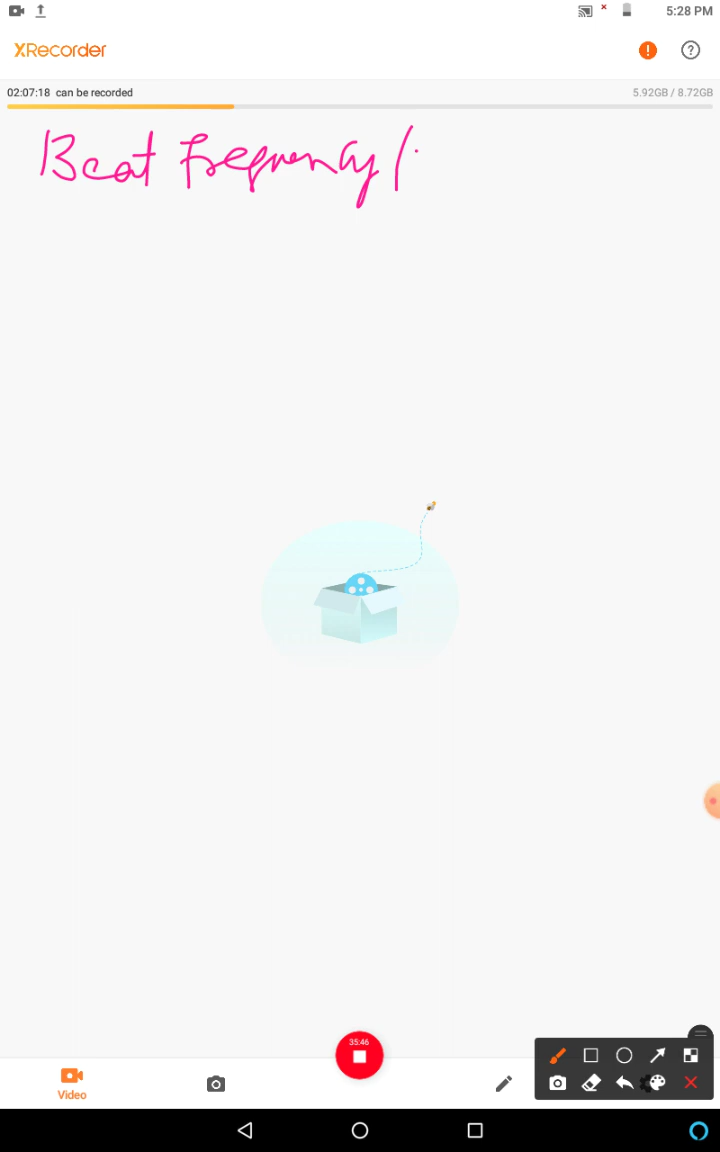 5:28 PM
XRecorder
02:07:18 can be recorded 5.92GB / 8.72GB
Beat Frequency (
35:46
Video